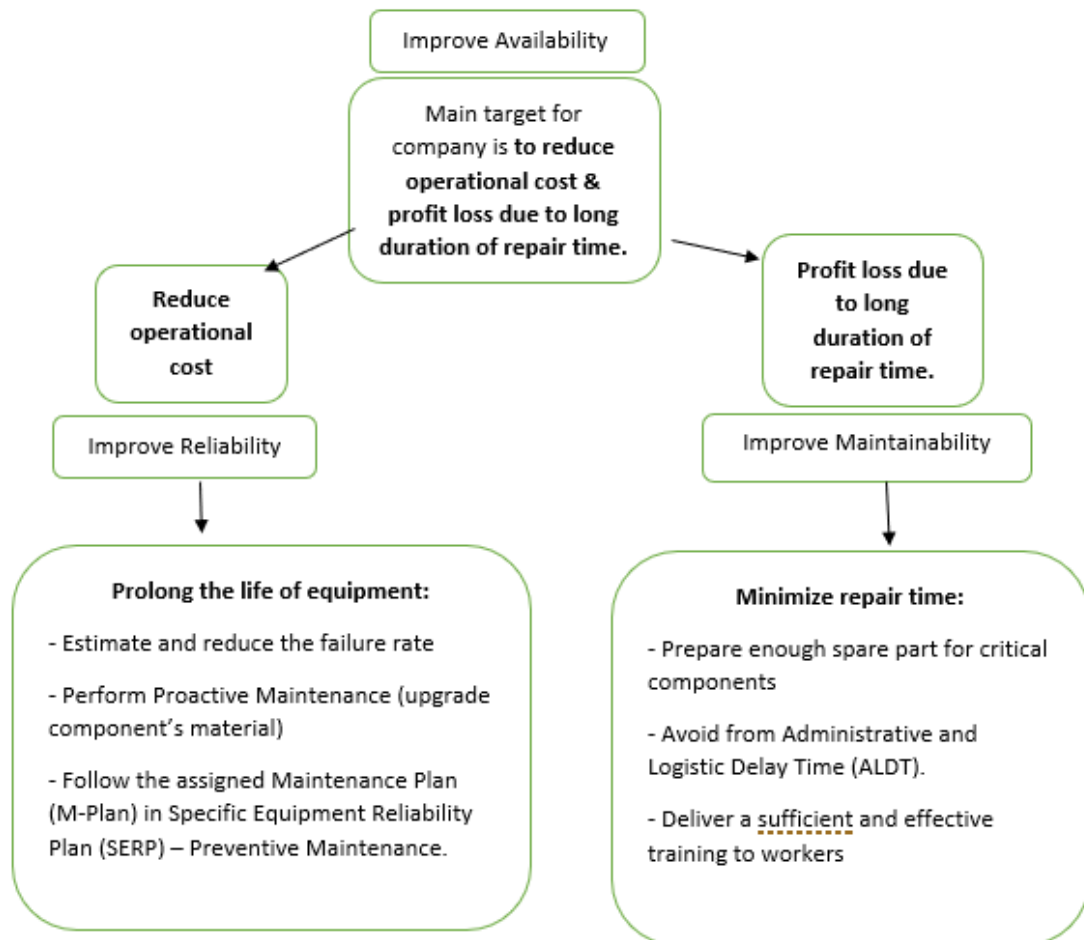 Improve Availability
Main target for
company is to reduce
operational cost &
profit loss due to long
duration of repair time.
Reduce
operational
cost
Profit loss due
to long
duration of
repair time.
Improve Reliability
Improve Maintainability
Prolong the life of equipment:
- Estimate and reduce the failure rate
- Perform Proactive Maintenance (upgrade
component's material)
- Follow the assigned Maintenance Plan
(M-Plan) in Specific Equipment Reliability
Plan (SERP) – Preventive Maintenance.
Minimize repair time:
- Prepare enough spare part for critical
components
- Avoid from Administrative and
Logistic Delay Time (ALDT).
- Deliver a sufficient and effective
training to workers